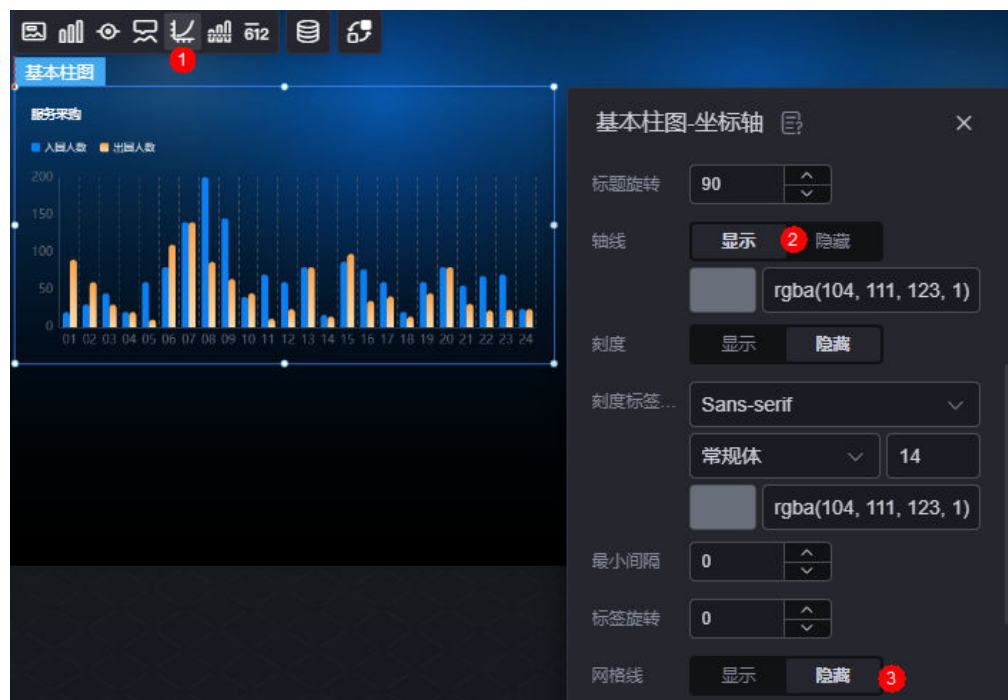 612
1
基本柱图
服务采购
入国人数 出国人数
200
150
100
50
0
01 02 03 04 05 06 07 08 09 10 11 12 13 14 15 16 17 18 19 20 21 22 23 24
基本柱图-坐标轴
标题旋转 90
轴线 显示 2 隐藏
rgba(104, 111, 123, 1)
刻度 显示 隐藏
刻度标签... Sans-serif
常规体 14
rgba(104, 111, 123, 1)
最小间隔 0
标签旋转 0
网格线 显示 隐藏 3